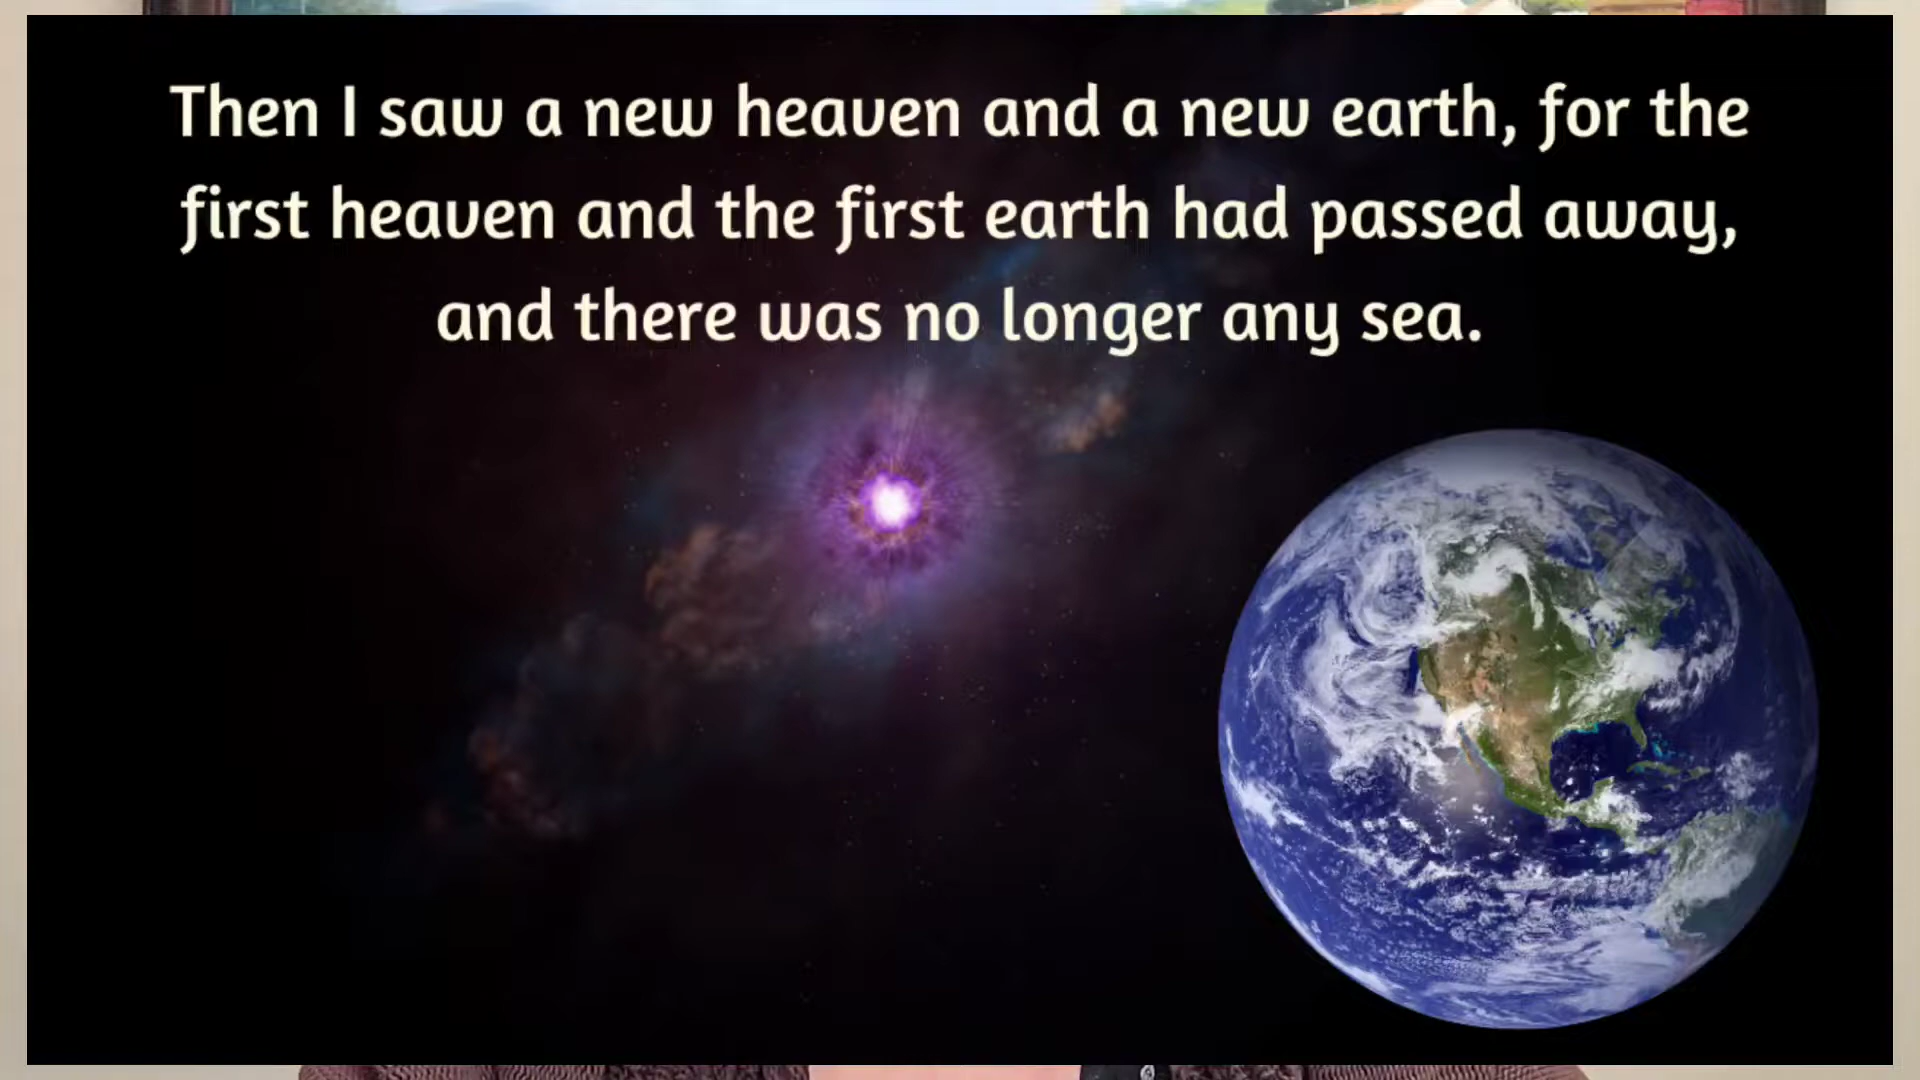 Then I saw a new heaven and a new earth, for the
first heaven and the first earth had passed away,
and there was no longer any sea.